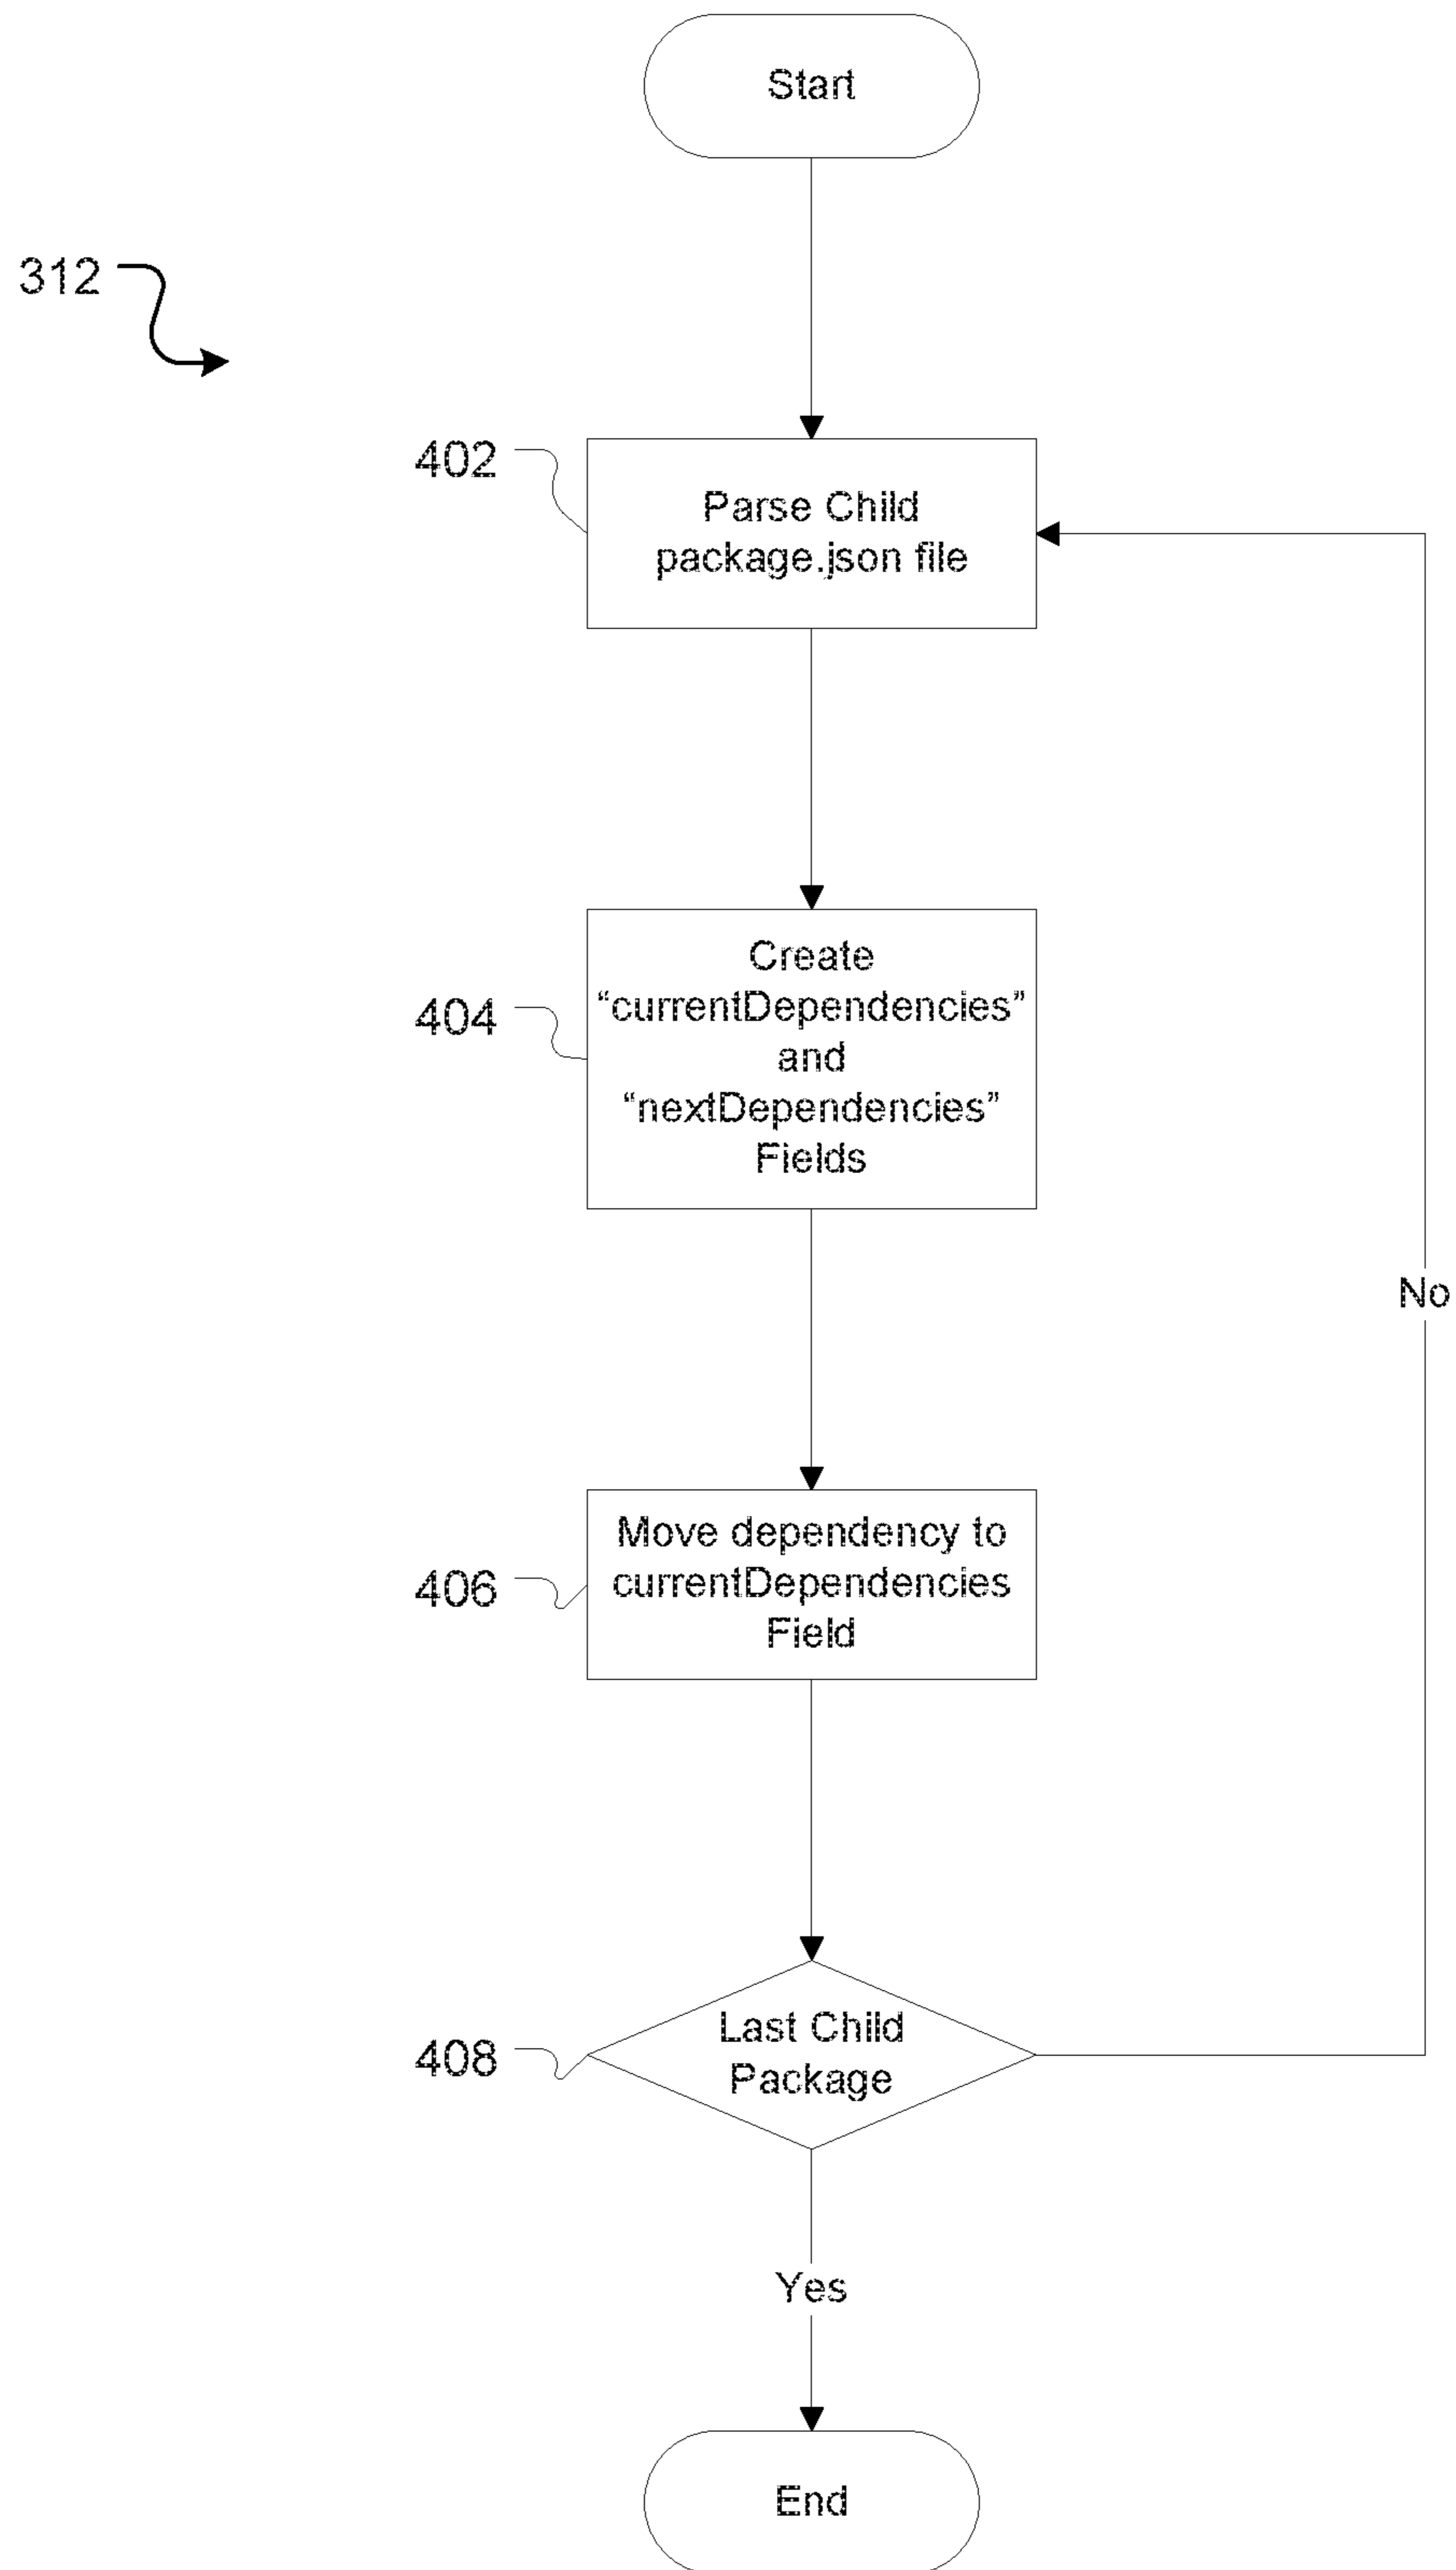 Start
312
402
Parse Child
package.json file
404
Create
“currentDependencies”
and
“nextDependencies”
Fields
No
406
Move dependency to
currentDependencies
Field
408
Last Child
Package
Yes
End